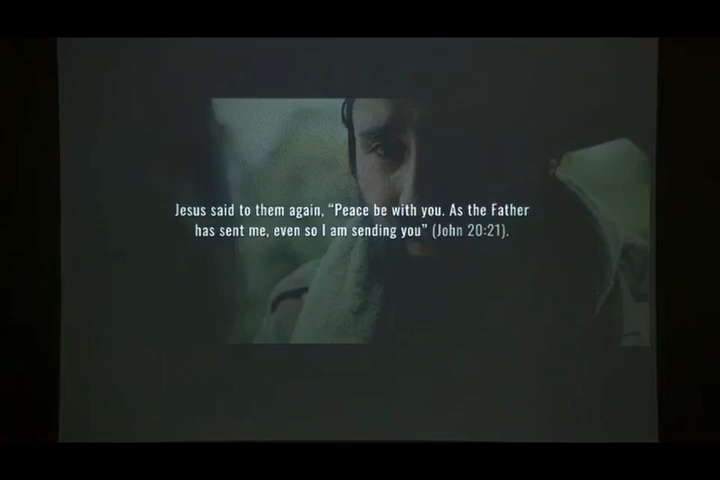 Jesus said to them again, “Peace be with you. As the Father
has sent me, even so I am sending you” (John 20:21).